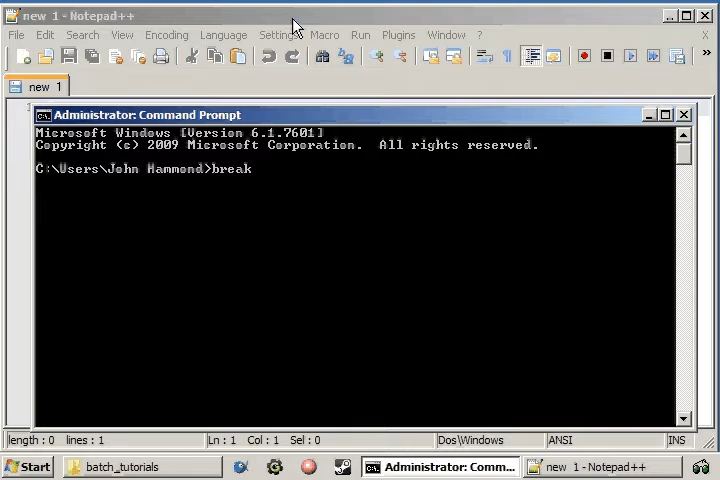 new 1 - Notepad++
File Edit Search View Encoding Language Settings Macro Run Plugins Window ? X
new 1
Administrator: Command Prompt
Microsoft Windows [Version 6.1.7601]
Copyright (c) 2009 Microsoft Corporation. All rights reserved.
C:\Users\John Hammond>break
length : 0 lines : 1 Ln : 1 Col : 1 Sel : 0 Dos\Windows ANSI INS
Start batch_tutorials Administrator: Comm... new 1 - Notepad++